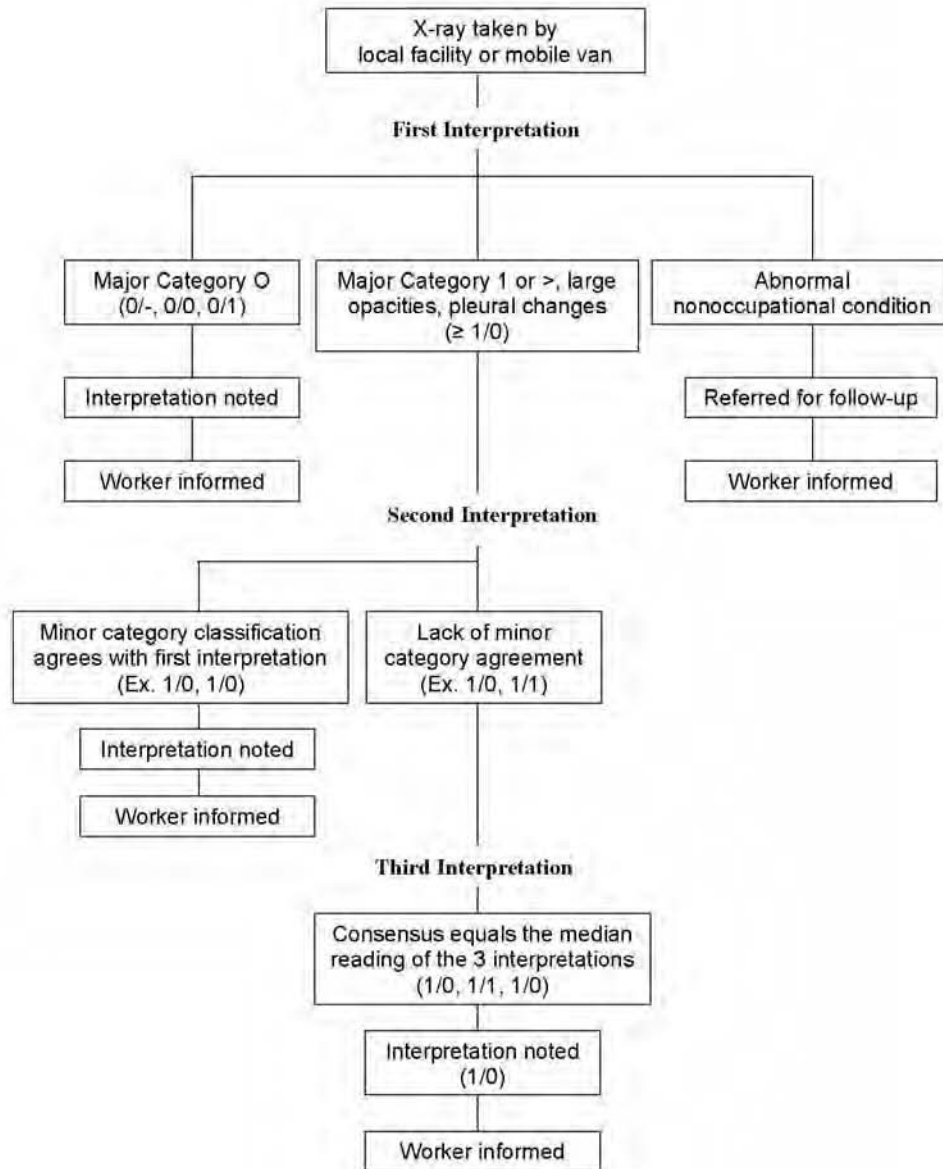 X-ray taken by
local facility or mobile van
First Interpretation
Major Category O
(0/-, 0/0, 0/1)
Major Category 1 or >, large
opacities, pleural changes
(≥ 1/0)
Abnormal
nonoccupational condition
Interpretation noted
Referred for follow-up
Worker informed
Worker informed
Second Interpretation
Minor category classification
agrees with first interpretation
(Ex. 1/0, 1/0)
Lack of minor
category agreement
(Ex. 1/0, 1/1)
Interpretation noted
Worker informed
Third Interpretation
Consensus equals the median
reading of the 3 interpretations
(1/0, 1/1, 1/0)
Interpretation noted
(1/0)
Worker informed